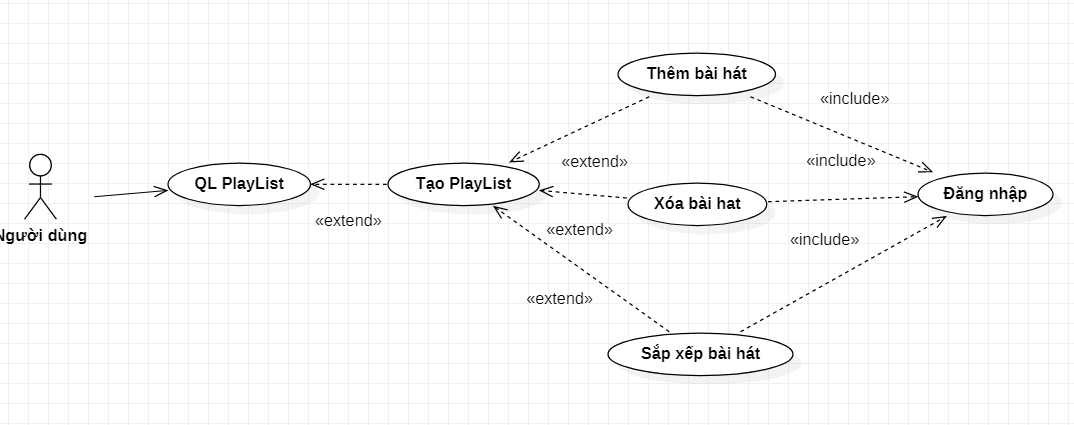 Thêm bài hát
«include»
«extend»
«include»
QL PlayList
Tạo PlayList
Xóa bài hat
Đăng nhập
«extend»
«extend»
Người dùng
«include»
«extend»
Sắp xếp bài hát